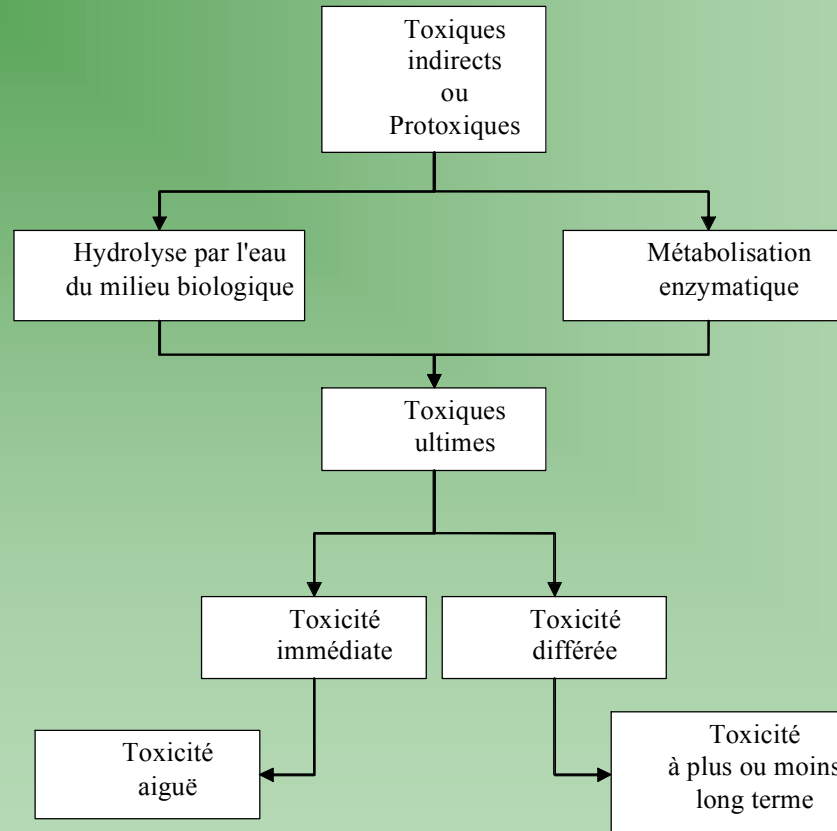 Toxiques
indirects
ou
Protoxiques
Hydrolyse par l'eau
du milieu biologique
Métabolisation
enzymatique
Toxiques
ultimes
Toxicité
immédiate
Toxicité
différée
Toxicité
aiguë
Toxicité
à plus ou moins
long terme